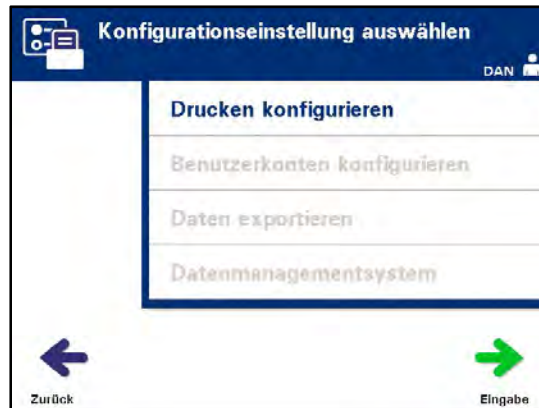 Konfigurationseinstellung auswählen
DAN
Drucken konfigurieren
Benutzerkonten konfigurieren
Daten exportieren
Datenmanagementsystem
Zurück
Eingabe